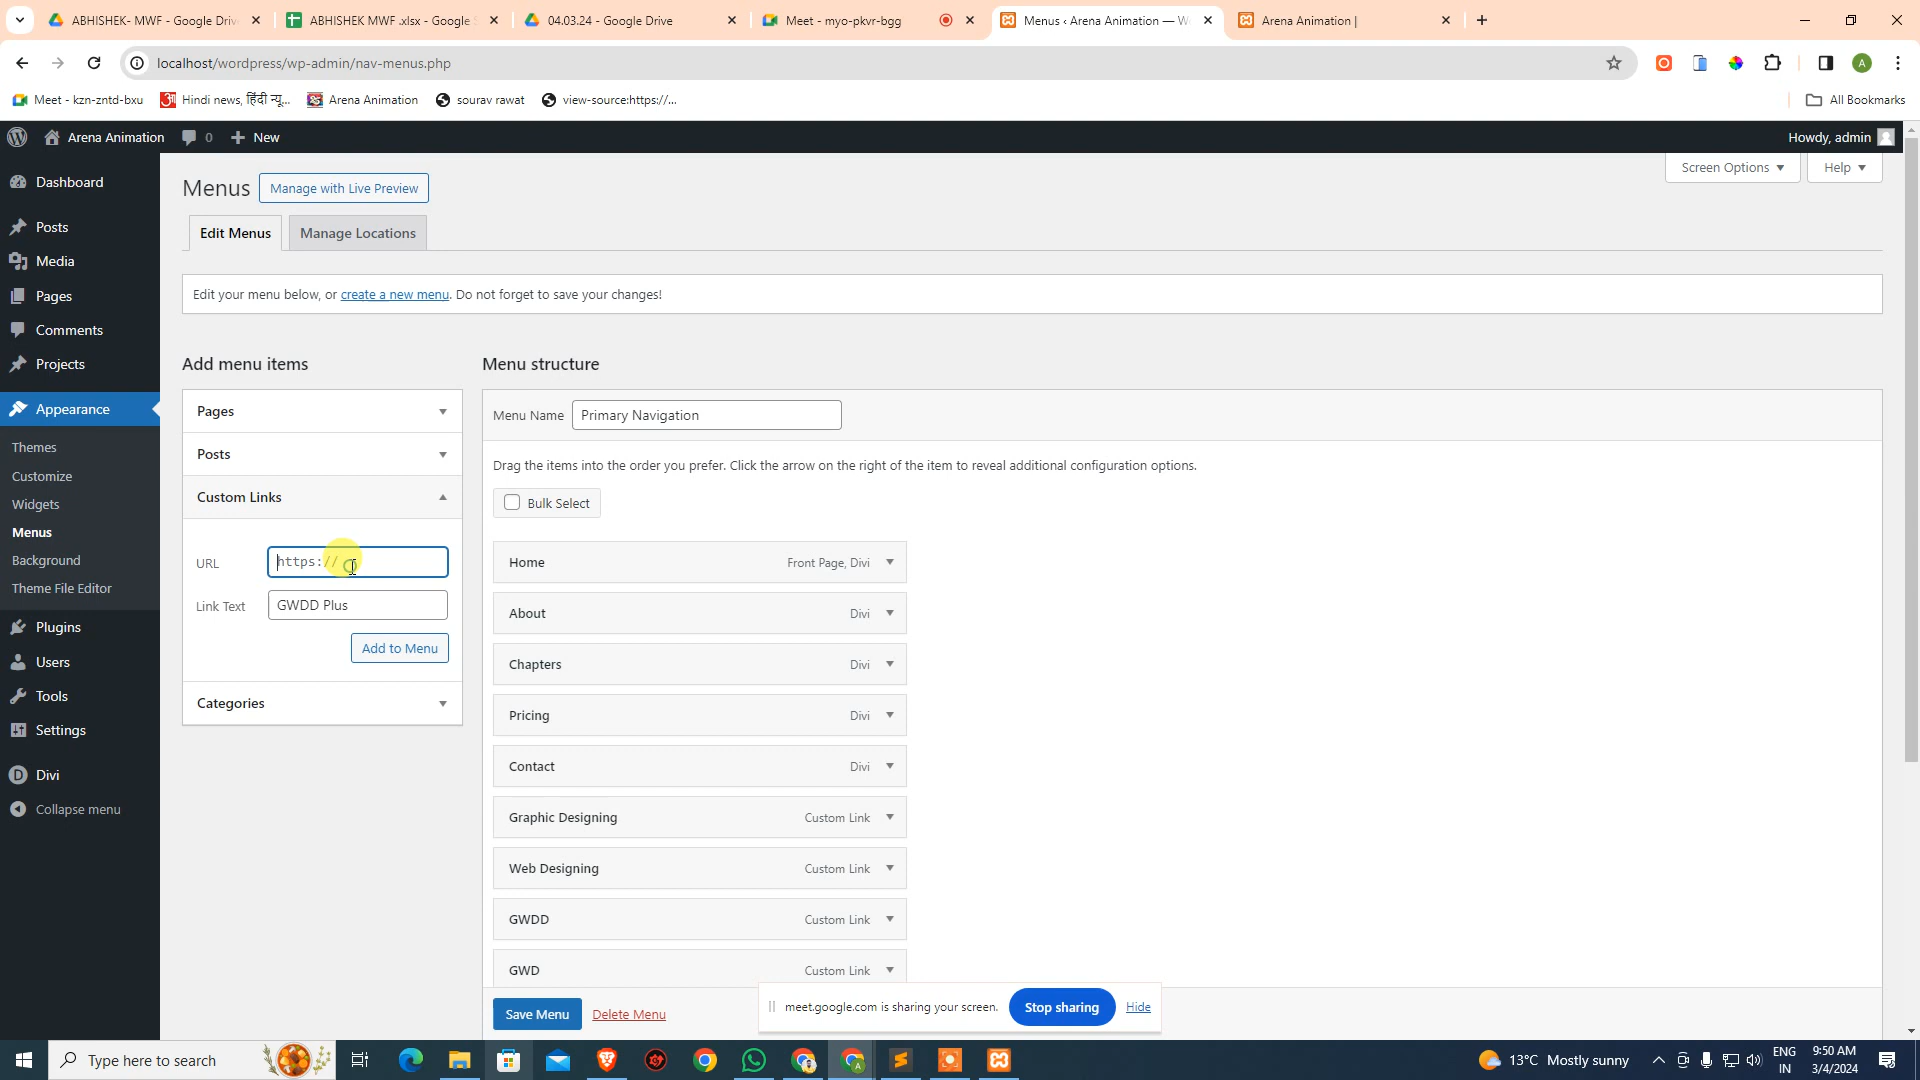 ABHISHEK- MWF - Google Driv
ABHISHEK MWF .xlsx - Google S
04.03.24 - Google Drive
Meet - myo-pkvr-bgg
Menus ‹ Arena Animation — W
Arena Animation |
localhost/wordpress/wp-admin/nav-menus.php
A
Meet - kzn-zntd-bxu
Hindi news, हिंदी न्यू...
Arena Animation
sourav rawat
view-source:https://...
All Bookmarks
Arena Animation
0
New
Howdy, admin
Dashboard
Posts
Media
Pages
Comments
Projects
Appearance
Themes
Customize
Widgets
Menus
Background
Theme File Editor
Plugins
Users
Tools
Settings
Divi
Collapse menu
Screen Options
Help
Menus
Manage with Live Preview
Edit Menus
Manage Locations
Edit your menu below, or create a new menu. Do not forget to save your changes!
Add menu items
Pages
Posts
Custom Links
URL
https://
Link Text
GWDD Plus
Add to Menu
Categories
Menu structure
Menu Name
Primary Navigation
Drag the items into the order you prefer. Click the arrow on the right of the item to reveal additional configuration options.
Bulk Select
Home
Front Page, Divi
About
Divi
Chapters
Divi
Pricing
Divi
Contact
Divi
Graphic Designing
Custom Link
Web Designing
Custom Link
GWDD
Custom Link
GWD
Custom Link
Save Menu
Delete Menu
meet.google.com is sharing your screen.
Stop sharing
Hide
Type here to search
13°C Mostly sunny
ENG
IN
9:50 AM
3/4/2024